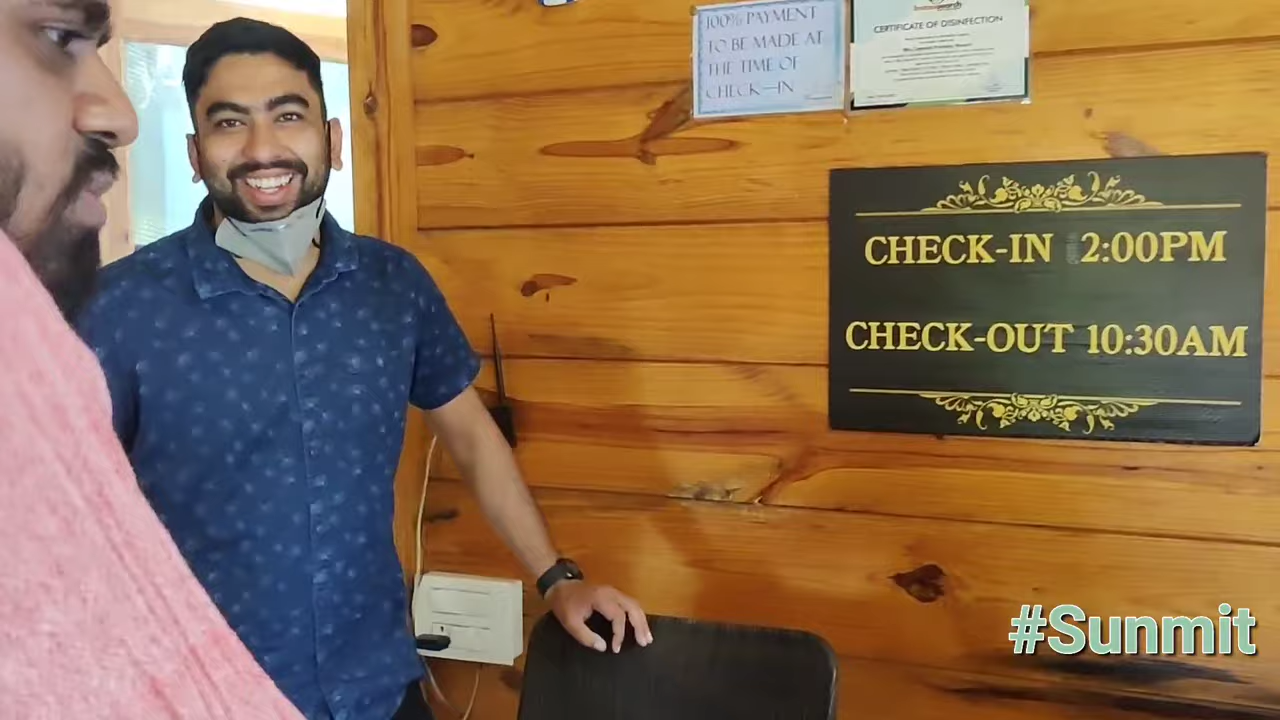 100% PAYMENT
TO BE MADE AT
THE TIME OF
CHECK-IN
CERTIFICATE OF DISINFECTION
CHECK-IN 2:00PM
CHECK-OUT 10:30AM
#Sunmit